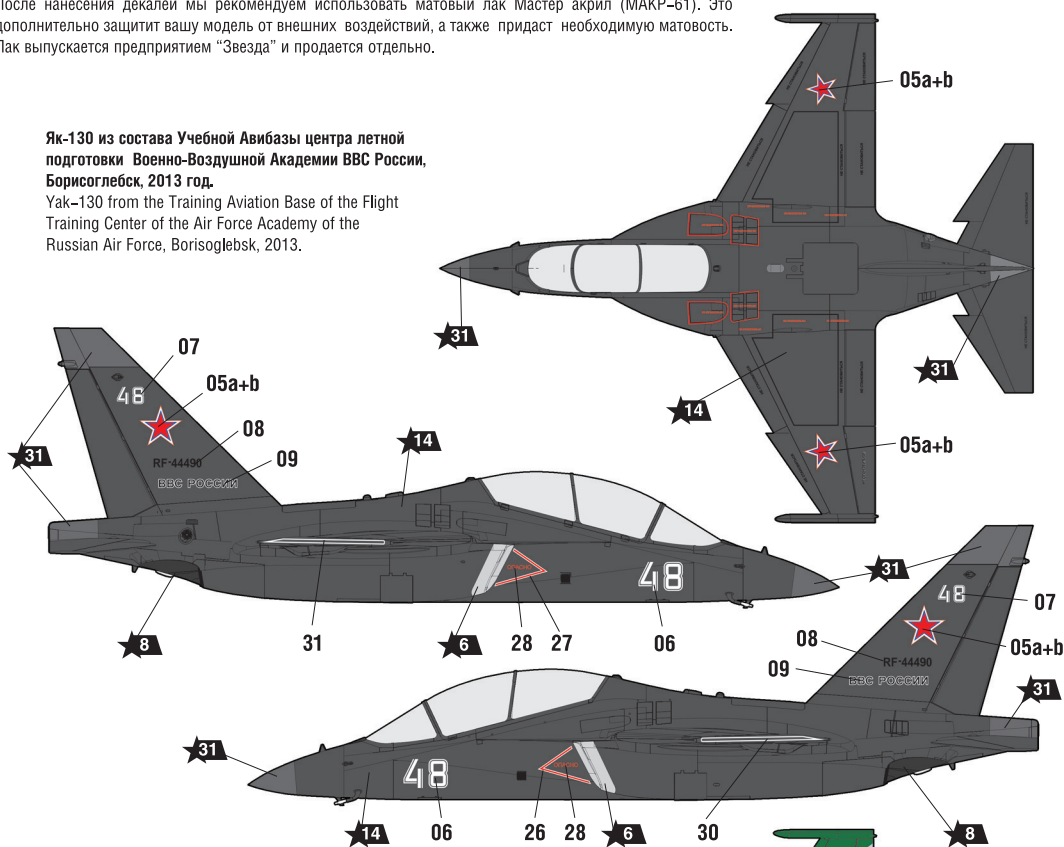 После нанесения декалей мы рекомендуем использовать матовый лак Мастер акрил (МАКР-61). Это
дополнительно защитит вашу модель от внешних воздействий, а также придаст необходимую матовость.
Лак выпускается предприятием “Звезда” и продается отдельно.
05a+b
Як-130 из состава Учебной Авибазы центра летной
подготовки Военно-Воздушной Академии ВВС России,
Борисоглебск, 2013 год.
Yak-130 from the Training Aviation Base of the Flight
Training Center of the Air Force Academy of the
Russian Air Force, Borisoglebsk, 2013.
31
31
14
05a+b
07
48
05a+b
08
RF-44490
09
ВВС РОССИИ
31
14
ОПАСНО
48
31
8
31
6
28
27
06
48
07
08
05a+b
RF-44490
09
ВВС РОССИИ
31
31
48
ОПАСНО
14
06
26
28
6
30
8